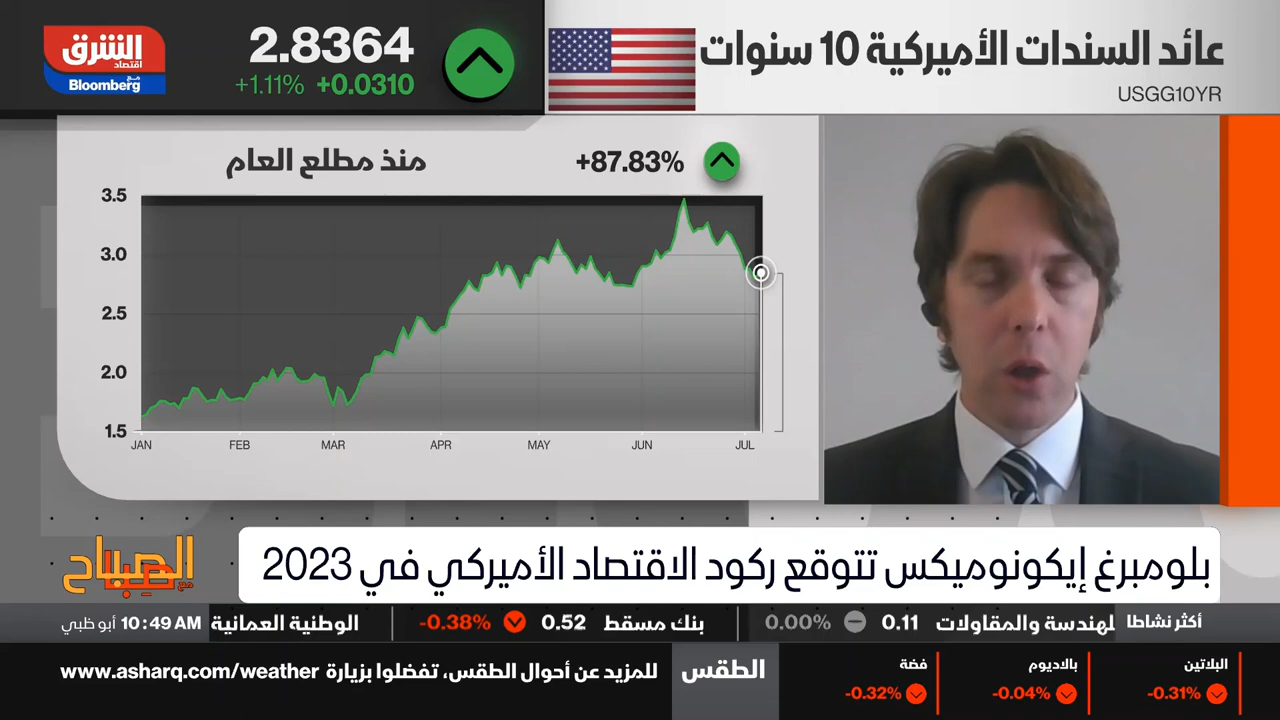 الشرق
اقتصاد
مع
Bloomberg
2.8364
+1.11% +0.0310
عائد السندات الأميركية 10 سنوات
USGG10YR
منذ مطلع العام
+87.83%
3.5
3.0
2.5
2.0
1.5
JAN FEB MAR APR MAY JUN JUL
الصباح
مع
بلومبرغ إيكونوميكس تتوقع ركود الاقتصاد الأميركي في 2023
أكثر نشاطا
للهندسة والمقاولات 0.11 0.00%
بنك مسقط 0.52 -0.38%
الوطنية العمانية
10:49 AM أبو ظبي
البلاتين
-0.31%
بالاديوم
-0.04%
فضة
-0.32%
الطقس
للمزيد عن أحوال الطقس، تفضلوا بزيارة www.asharq.com/weather